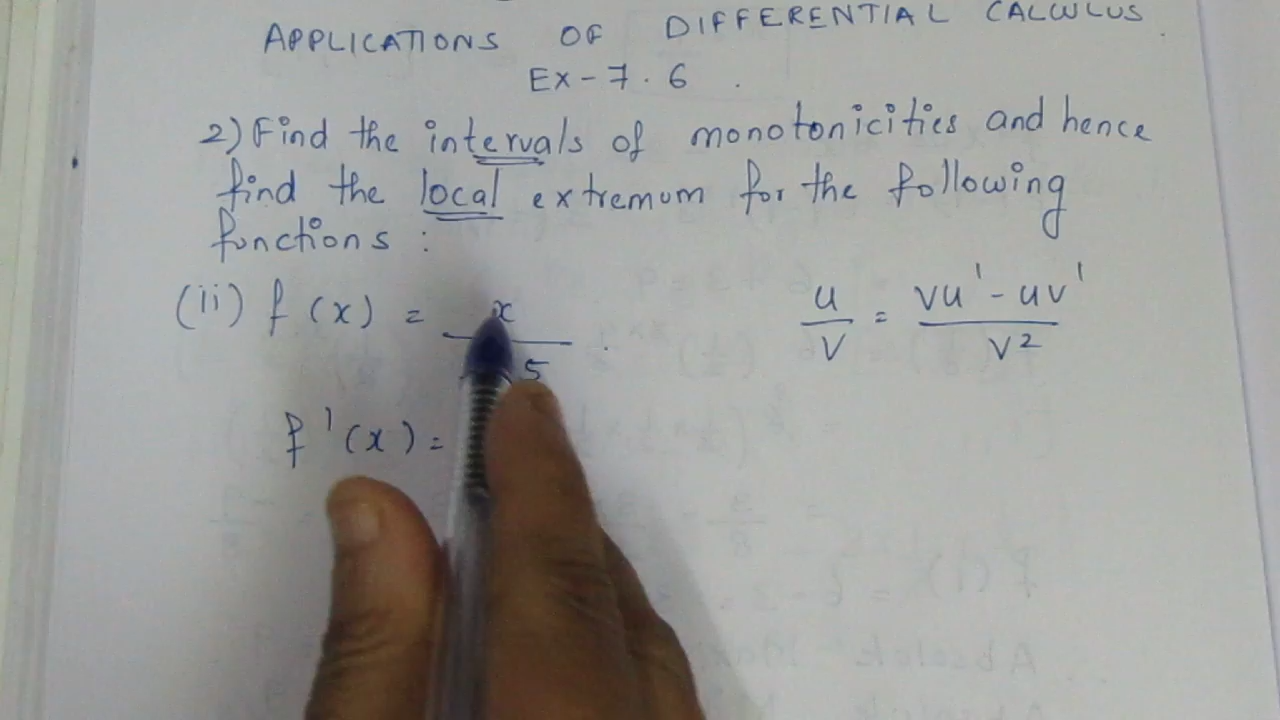 APPLICATIONS OF DIFFERENTIAL CALCULUS
EX-7.6
2) Find the intervals of monotonicities and hence
find the local extremum for the following
functions :
(ii) f(x) = x / 5
u/v = vu' - uv' / v²
f'(x) =